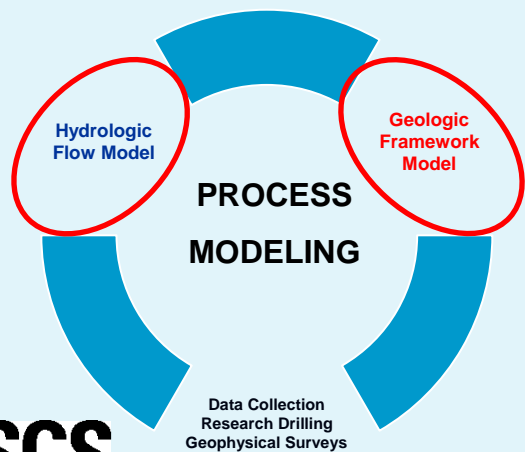 Hydrologic
Flow Model
Geologic
Framework
Model
PROCESS
MODELING
Data Collection
Research Drilling
Geophysical Surveys